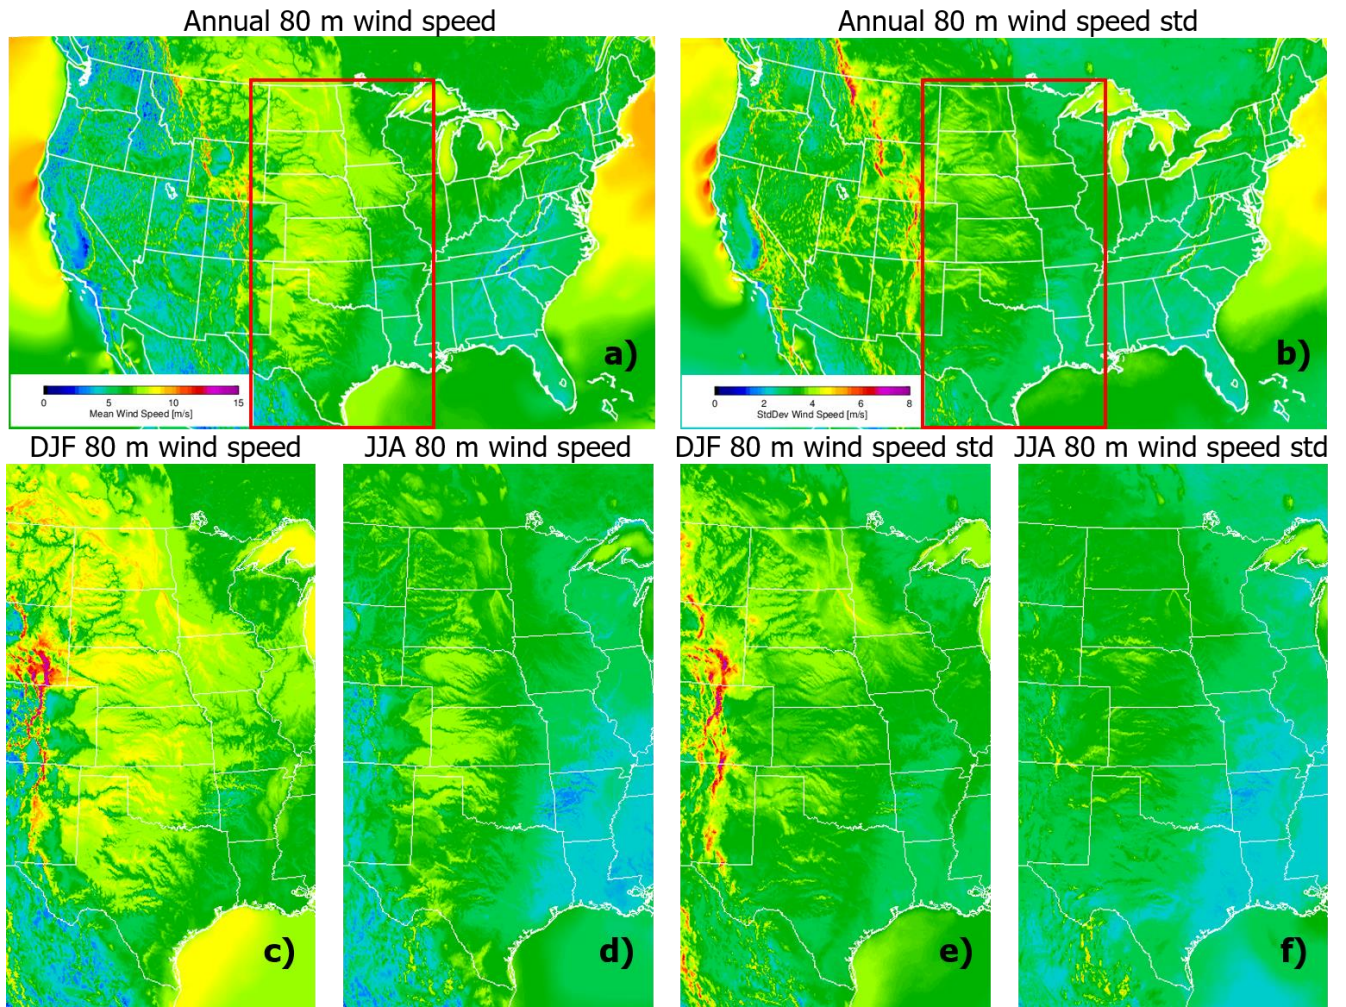 Annual 80 m wind speed
Annual 80 m wind speed std
a)
b)
0 5 10 15
Mean Wind Speed [m/s]
0 2 4 6 8
StdDev Wind Speed [m/s]
DJF 80 m wind speed
JJA 80 m wind speed
DJF 80 m wind speed std
JJA 80 m wind speed std
c)
d)
e)
f)